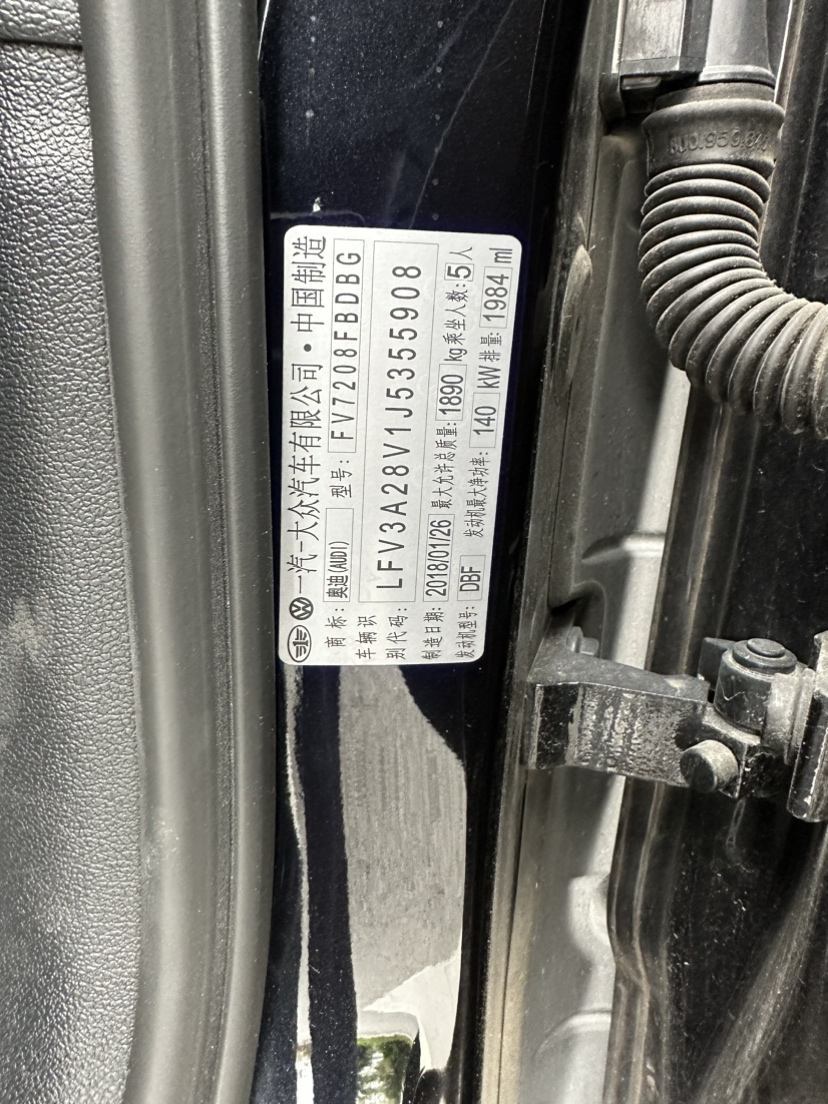 一汽-大众汽车有限公司·中国制造
商标: 奥迪(AUDI) 型号: FV7208FBDBG
车辆识
别代码: LFV3A28V1J5355908
制造日期: 2018/01/26 最大允许总质量: 1890 kg 乘坐人数: 5 人
发动机型号: DBF 发动机最大净功率: 140 kW 排量: 1984 ml